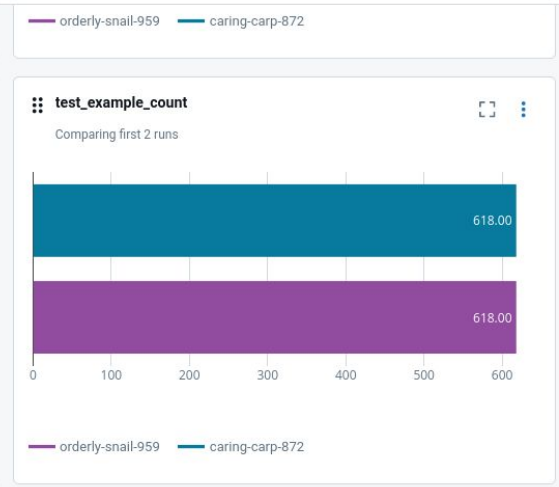 orderly-snail-959 caring-carp-872
test_example_count
Comparing first 2 runs
618.00
618.00
0 100 200 300 400 500 600
orderly-snail-959 caring-carp-872